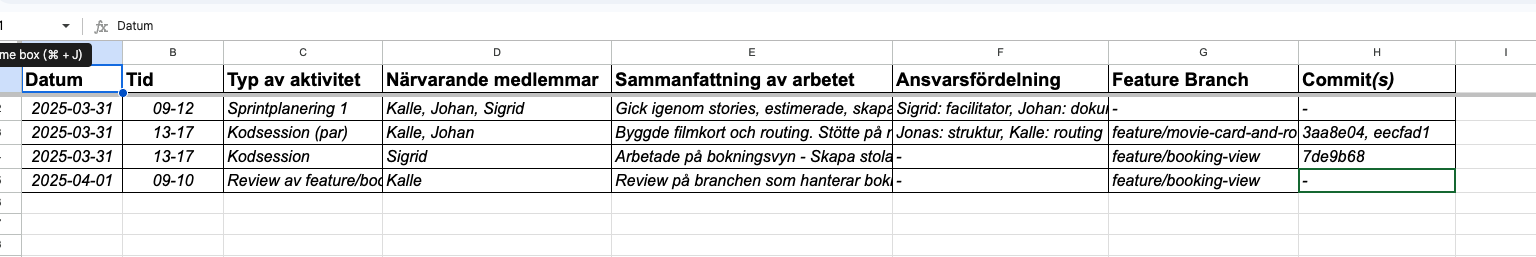 1 fx Datum
me box (⌘ + J) B C D E F G H I
Datum Tid Typ av aktivitet Närvarande medlemmar Sammanfattning av arbetet Ansvarsfördelning Feature Branch Commit(s)
2 2025-03-31 09-12 Sprintplanering 1 Kalle, Johan, Sigrid Gick igenom stories, estimerade, skapa Sigrid: facilitator, Johan: doku - -
3 2025-03-31 13-17 Kodsession (par) Kalle, Johan Byggde filmkort och routing. Stötte på Jonas: struktur, Kalle: routing feature/movie-card-and-ro 3aa8e04, eecfad1
2025-03-31 13-17 Kodsession Sigrid Arbetade på bokningsvyn - Skapa stola - feature/booking-view 7de9b68
2025-04-01 09-10 Review av feature/boo Kalle Review på branchen som hanterar bok - feature/booking-view -